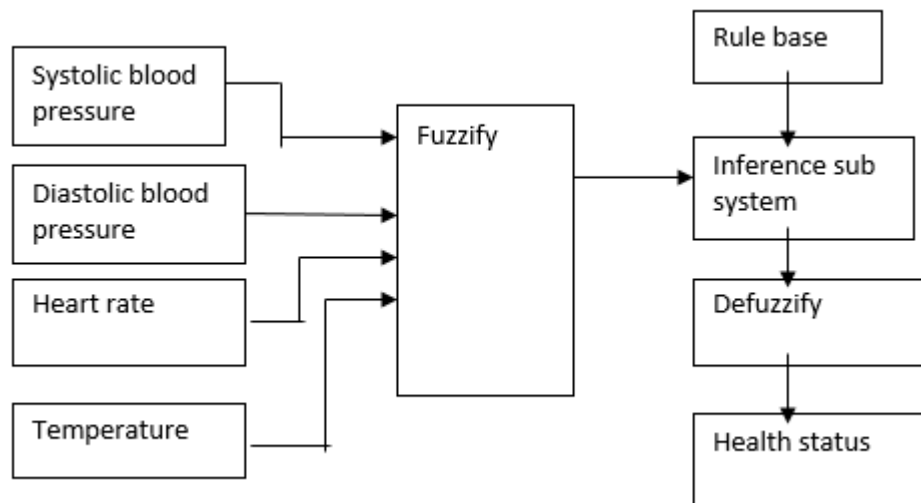 Systolic blood
pressure
Diastolic blood
pressure
Heart rate
Temperature
Fuzzify
Rule base
Inference sub
system
Defuzzify
Health status